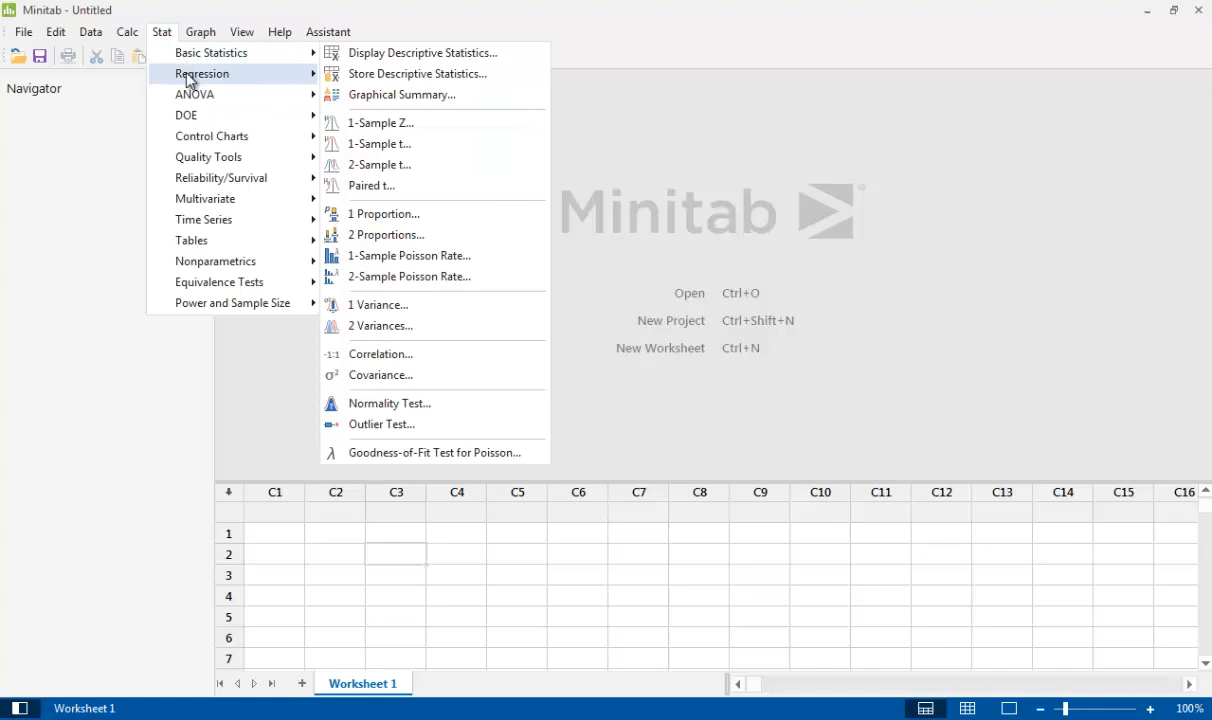 Minitab - Untitled
File Edit Data Calc Stat Graph View Help Assistant
Navigator
Basic Statistics
Regression
ANOVA
DOE
Control Charts
Quality Tools
Reliability/Survival
Multivariate
Time Series
Tables
Nonparametrics
Equivalence Tests
Power and Sample Size
Display Descriptive Statistics...
Store Descriptive Statistics...
Graphical Summary...
1-Sample Z...
1-Sample t...
2-Sample t...
Paired t...
1 Proportion...
2 Proportions...
1-Sample Poisson Rate...
2-Sample Poisson Rate...
1 Variance...
2 Variances...
Correlation...
Covariance...
Normality Test...
Outlier Test...
Goodness-of-Fit Test for Poisson...
Minitab
Open Ctrl+O
New Project Ctrl+Shift+N
New Worksheet Ctrl+N
C1 C2 C3 C4 C5 C6 C7 C8 C9 C10 C11 C12 C13 C14 C15 C16
1
2
3
4
5
6
7
Worksheet 1
Worksheet 1 100%